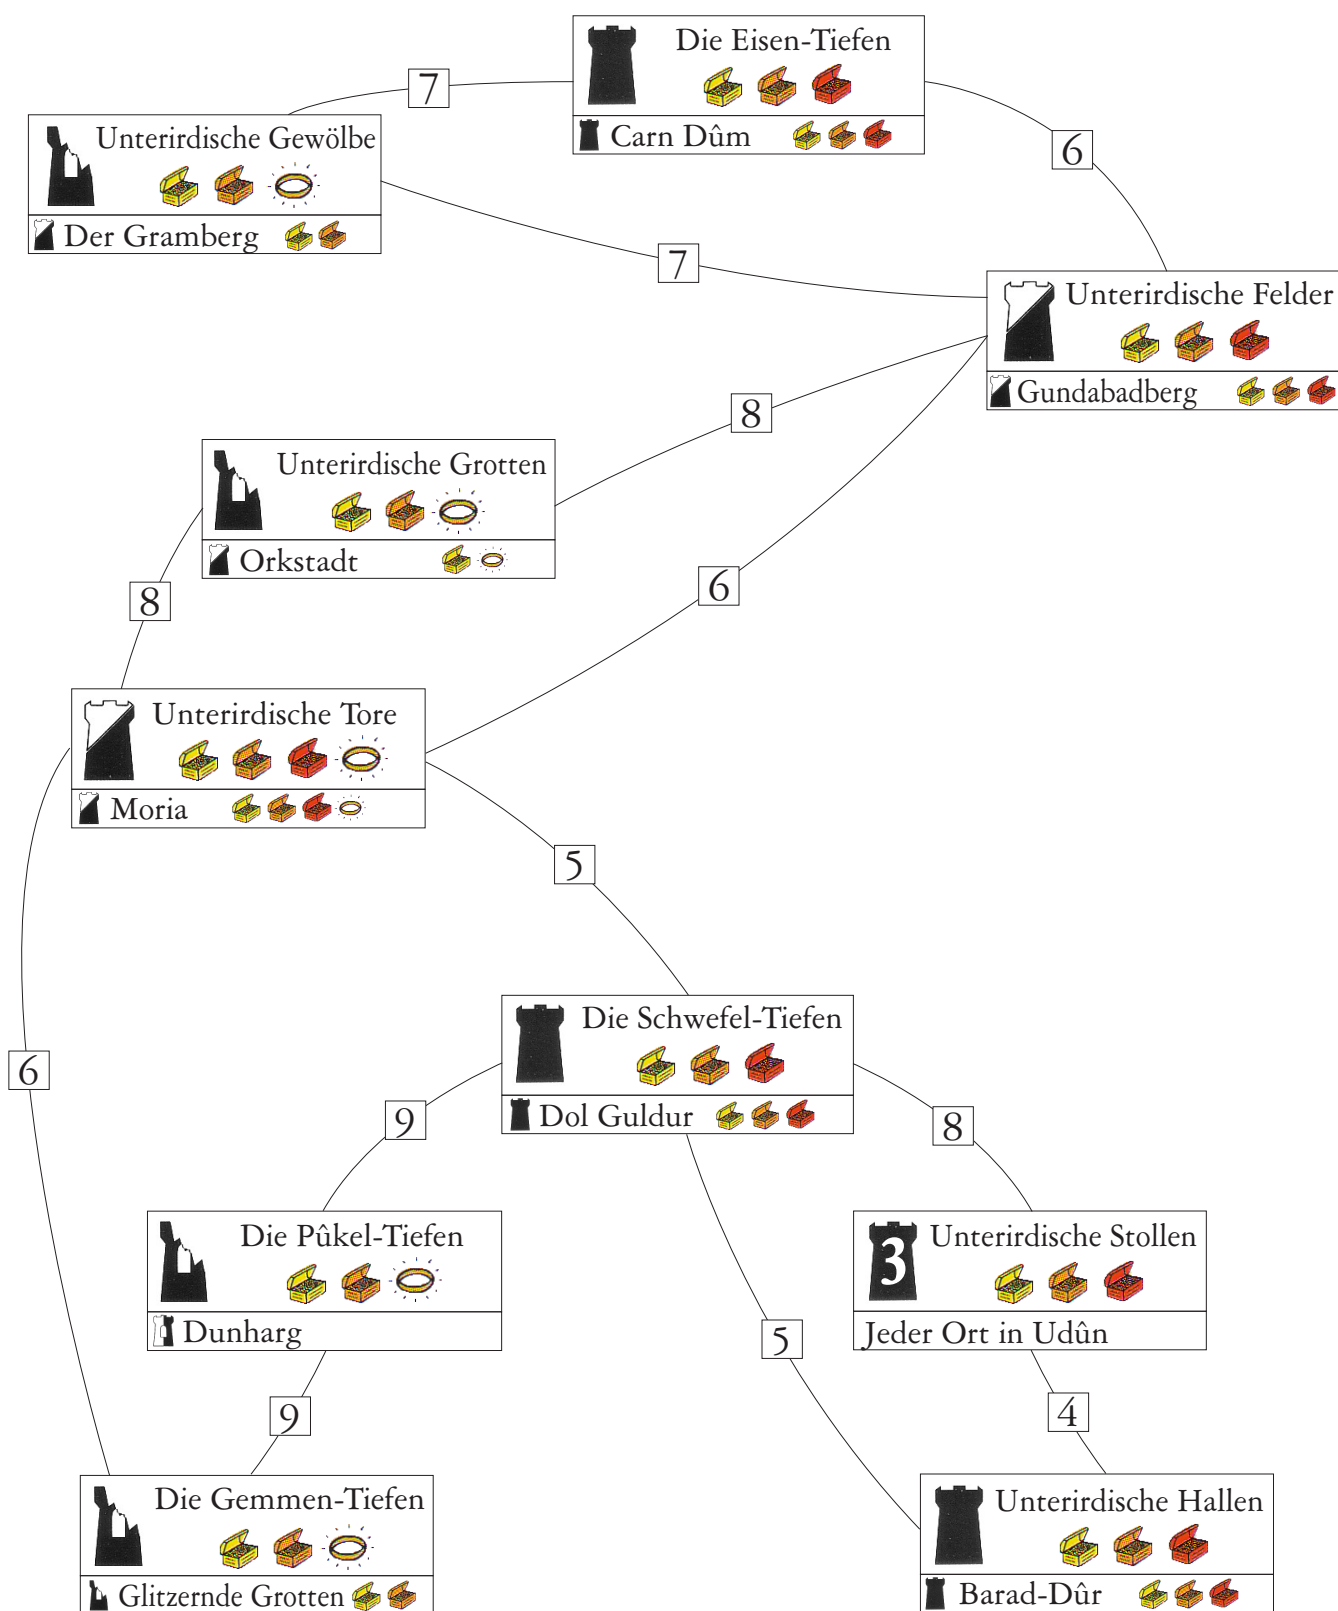 Die Eisen-Tiefen
Carn Dûm
7
6
Unterirdische Gewölbe
Der Gramberg
7
Unterirdische Felder
Gundabadberg
8
Unterirdische Grotten
Orkstadt
8
6
Unterirdische Tore
Moria
5
Die Schwefel-Tiefen
Dol Guldur
6
9
8
Die Pûkel-Tiefen
Dunharg
3
Unterirdische Stollen
Jeder Ort in Udûn
5
9
4
Die Gemmen-Tiefen
Glitzernde Grotten
Unterirdische Hallen
Barad-Dûr